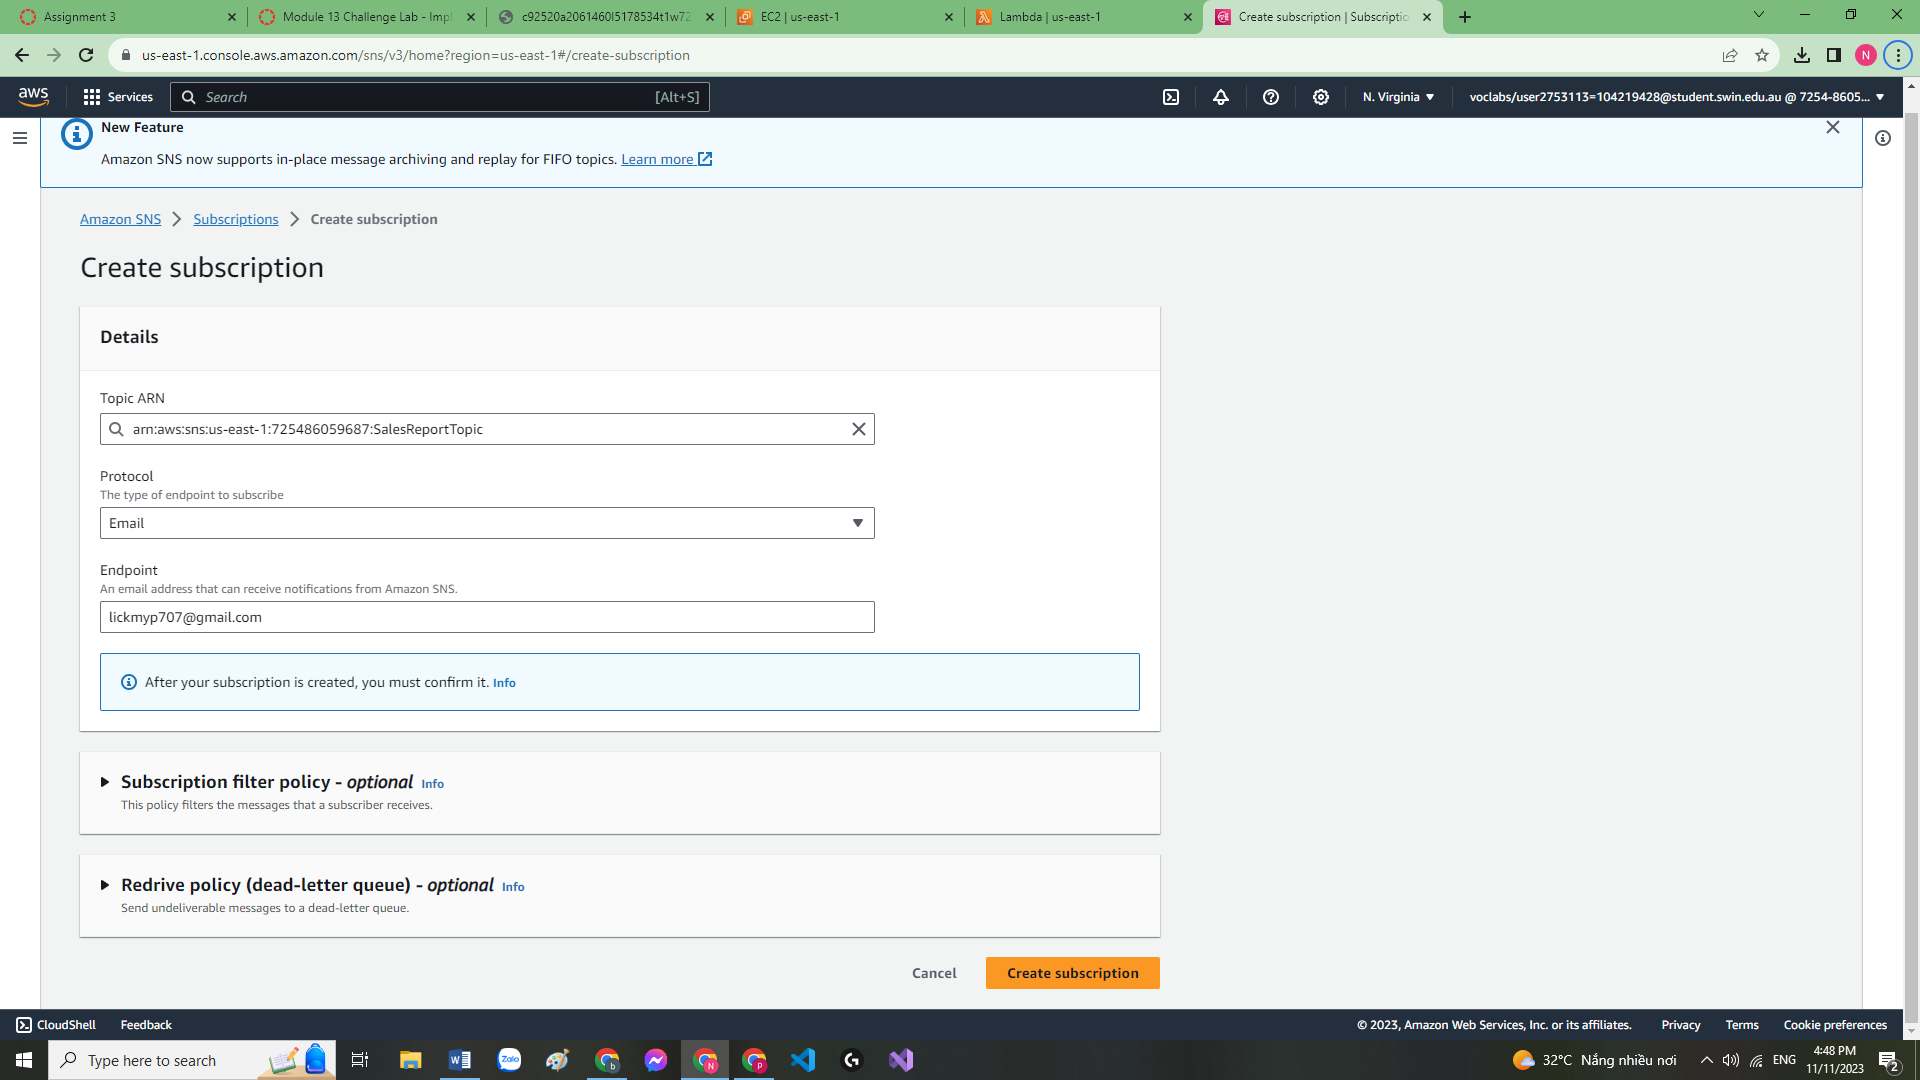 Assignment 3
Module 13 Challenge Lab - Impl
c92520a2061460l5178534t1w72
EC2 | us-east-1
Lambda | us-east-1
Create subscription | Subscriptio
us-east-1.console.aws.amazon.com/sns/v3/home?region=us-east-1#/create-subscription
N
aws
Services
Search
[Alt+S]
N. Virginia
voclabs/user2753113=104219428@student.swin.edu.au @ 7254-8605...
New Feature
Amazon SNS now supports in-place message archiving and replay for FIFO topics. Learn more
Amazon SNS
Subscriptions
Create subscription
Create subscription
Details
Topic ARN
arn:aws:sns:us-east-1:725486059687:SalesReportTopic
Protocol
The type of endpoint to subscribe
Email
Endpoint
An email address that can receive notifications from Amazon SNS.
lickmyp707@gmail.com
After your subscription is created, you must confirm it. Info
Subscription filter policy - optional Info
This policy filters the messages that a subscriber receives.
Redrive policy (dead-letter queue) - optional Info
Send undeliverable messages to a dead-letter queue.
Cancel
Create subscription
CloudShell
Feedback
© 2023, Amazon Web Services, Inc. or its affiliates.
Privacy
Terms
Cookie preferences
Type here to search
Zalo
32°C Nắng nhiều nơi
ENG
4:48 PM
11/11/2023
2